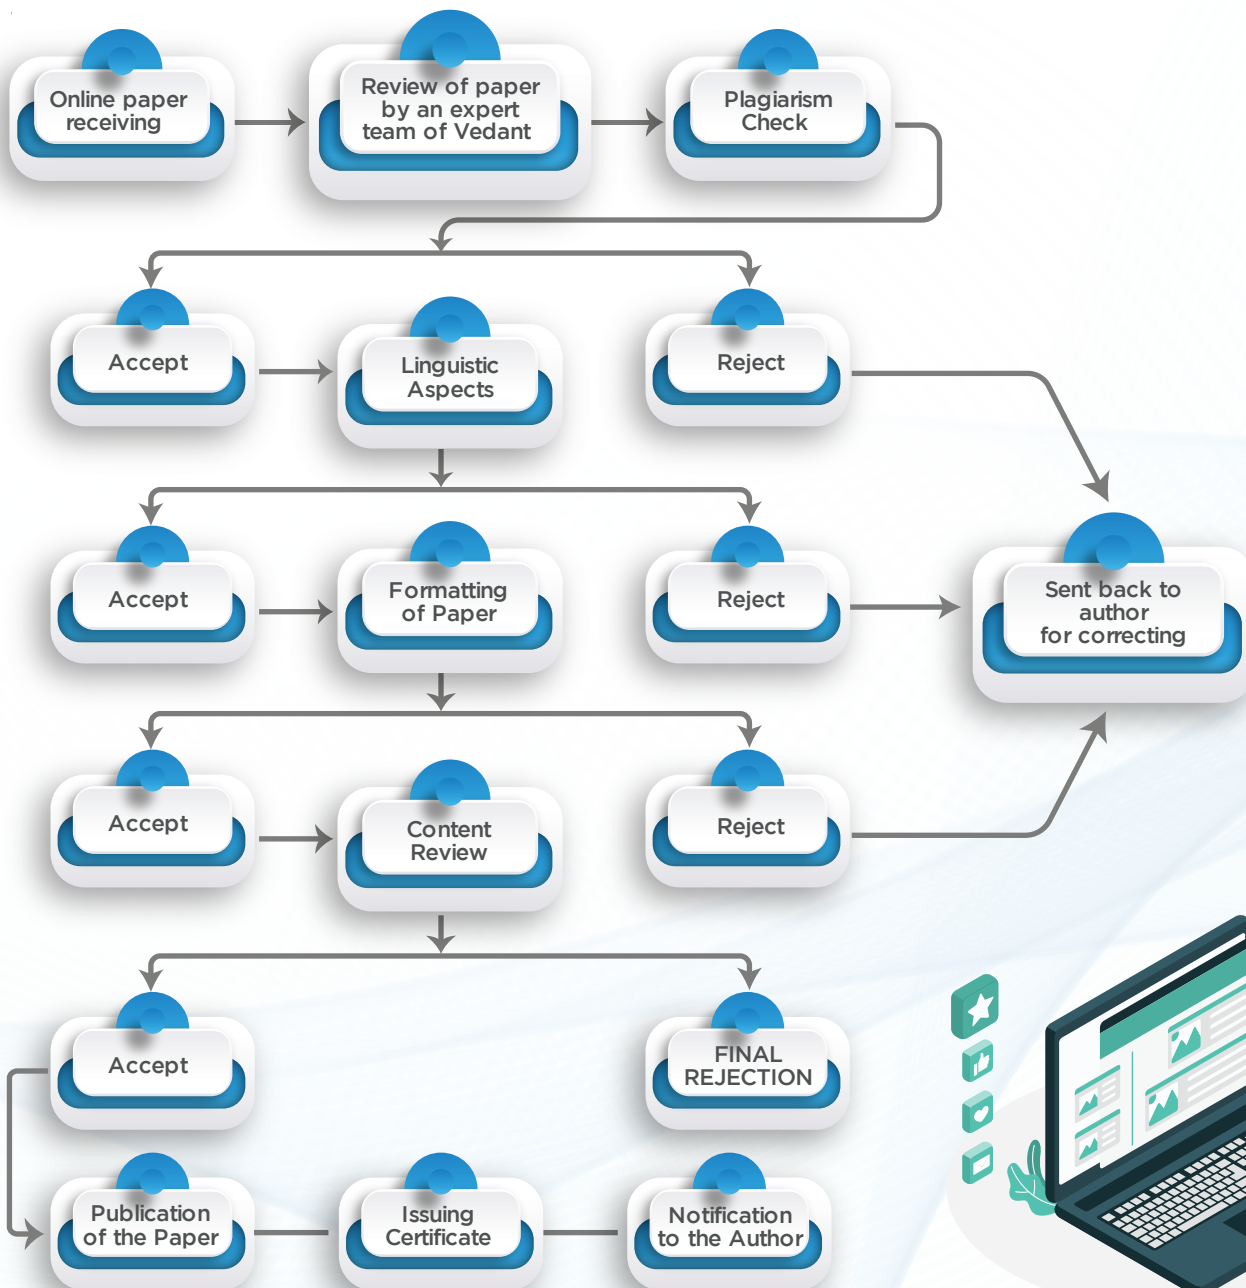 Online paper
receiving
Review of paper
by an expert
team of Vedant
Plagiarism
Check
Accept
Linguistic
Aspects
Reject
Accept
Formatting
of Paper
Reject
Sent back to
author
for correcting
Accept
Content
Review
Reject
Accept
FINAL
REJECTION
Publication
of the Paper
Issuing
Certificate
Notification
to the Author